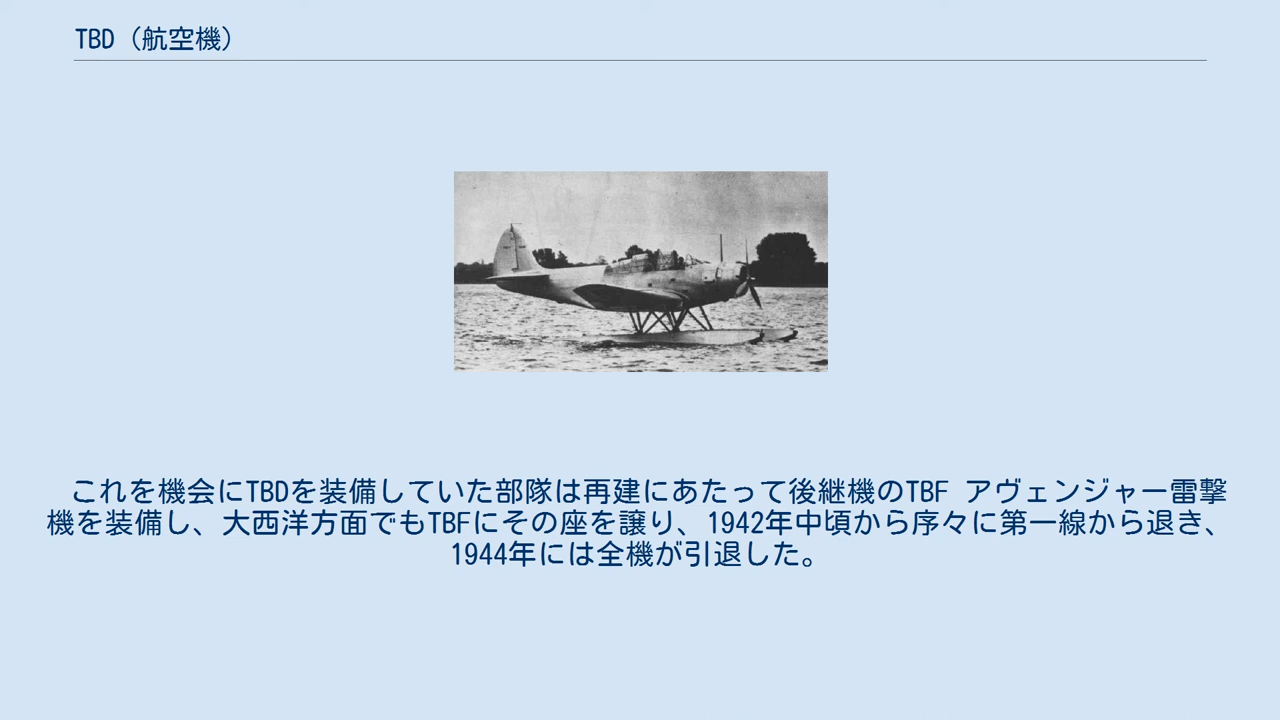 TBD（航空機）
これを機会にTBDを装備していた部隊は再建にあたって後継機のTBF アヴェンジャー雷撃
機を装備し、大西洋方面でもTBFにその座を譲り、1942年中頃から序々に第一線から退き、
1944年には全機が引退した。